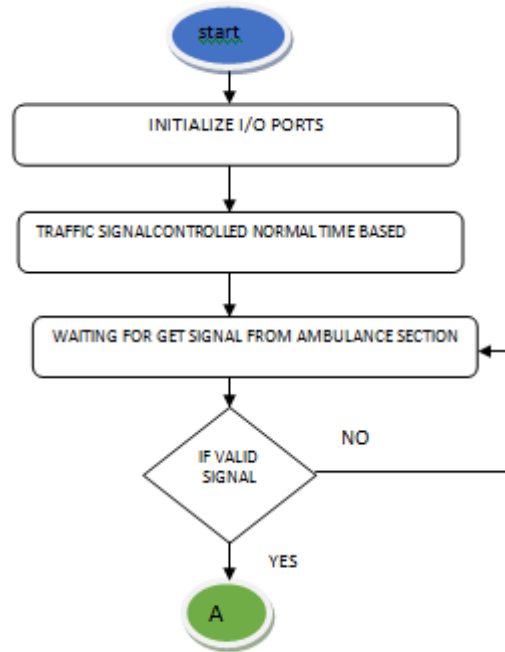 start
INITIALIZE I/O PORTS
TRAFFIC SIGNALCONTROLLED NORMAL TIME BASED
WAITING FOR GET SIGNAL FROM AMBULANCE SECTION
IF VALID
SIGNAL
NO
YES
A